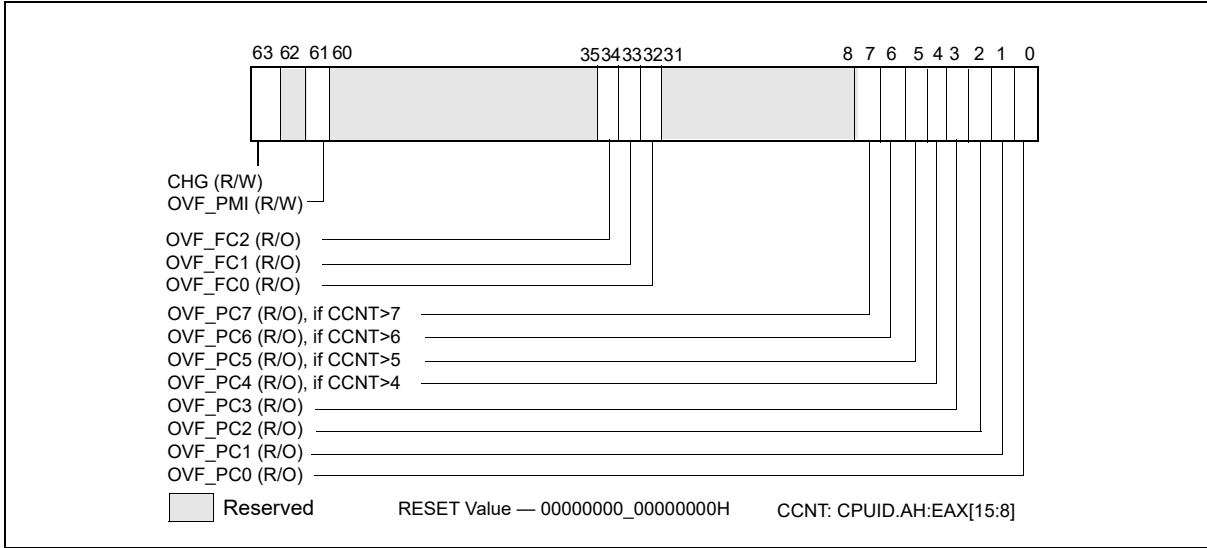 63 62 61 60 35 34 33 32 31 8 7 6 5 4 3 2 1 0
CHG (R/W)
OVF_PMI (R/W)
OVF_FC2 (R/O)
OVF_FC1 (R/O)
OVF_FC0 (R/O)
OVF_PC7 (R/O), if CCNT>7
OVF_PC6 (R/O), if CCNT>6
OVF_PC5 (R/O), if CCNT>5
OVF_PC4 (R/O), if CCNT>4
OVF_PC3 (R/O)
OVF_PC2 (R/O)
OVF_PC1 (R/O)
OVF_PC0 (R/O)
Reserved RESET Value — 00000000_00000000H CCNT: CPUID.AH:EAX[15:8]